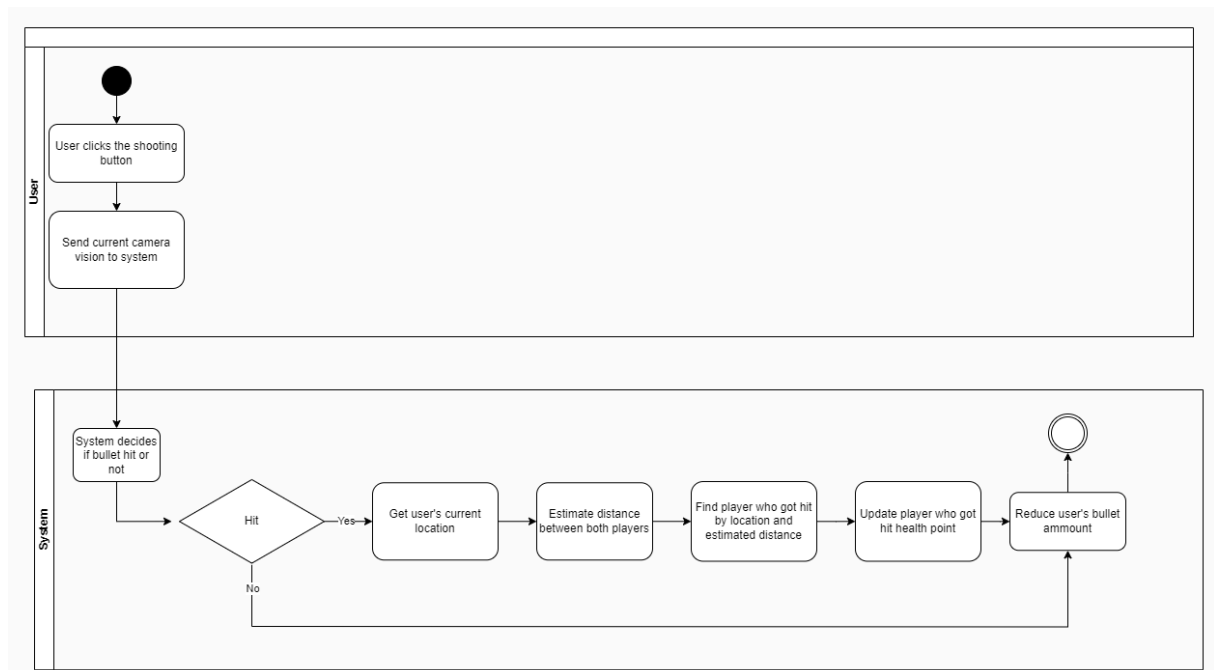 User
User clicks the shooting
button
Send current camera
vision to system
System
System decides
if bullet hit or
not
Hit
Yes
No
Get user's current
location
Estimate distance
between both players
Find player who got hit
by location and
estimated distance
Update player who got
hit health point
Reduce user's bullet
ammount